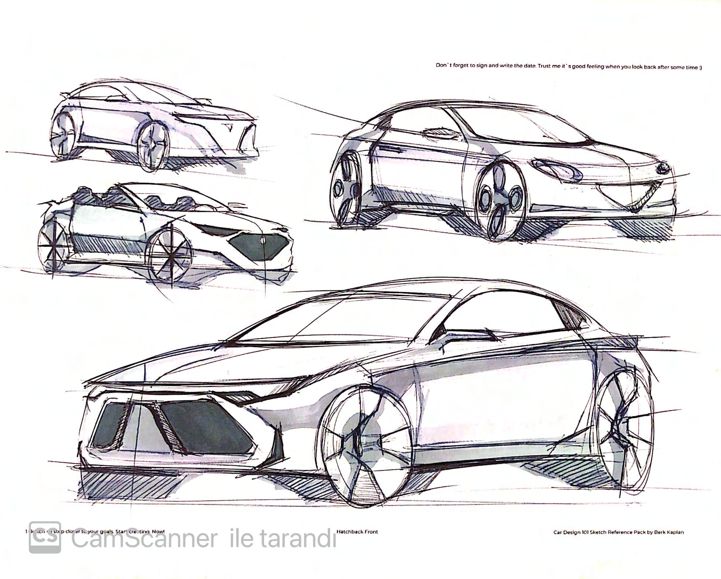 Don't forget to sign and write the date. Trust me it's good feeling when you look back after some time :)
step closer to your goals. Start creating. Now!
Hatchback Front
Car Design 101 Sketch Reference Pack by Berk Kaplan
CS CamScanner ile tarandı